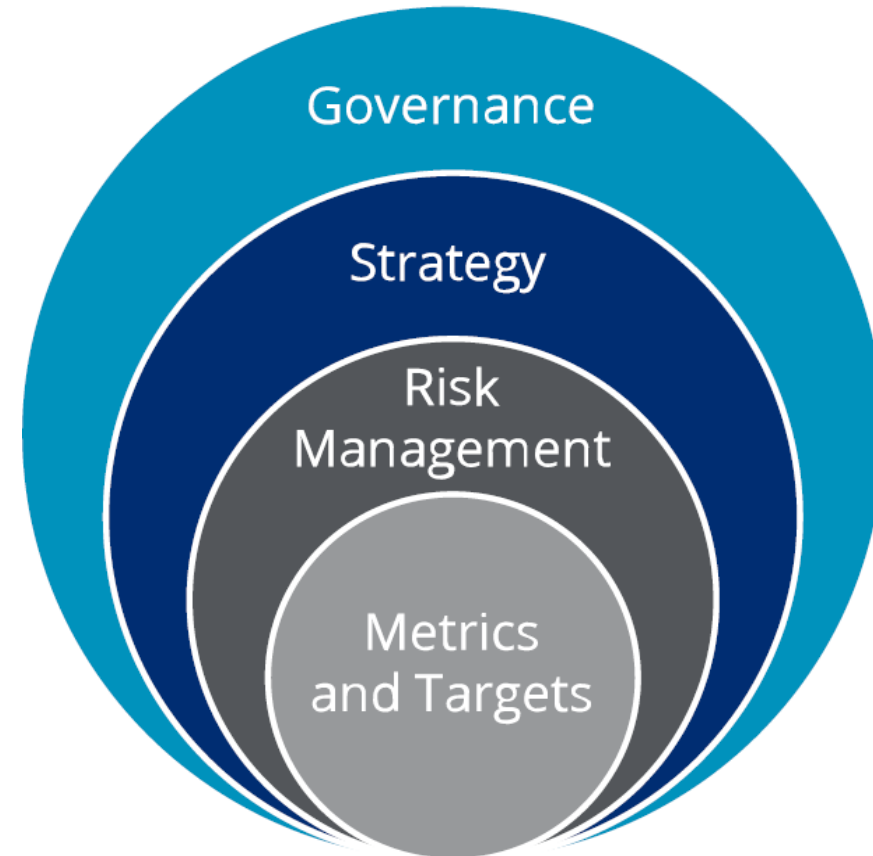 Governance
Strategy
Risk
Management
Metrics
and Targets